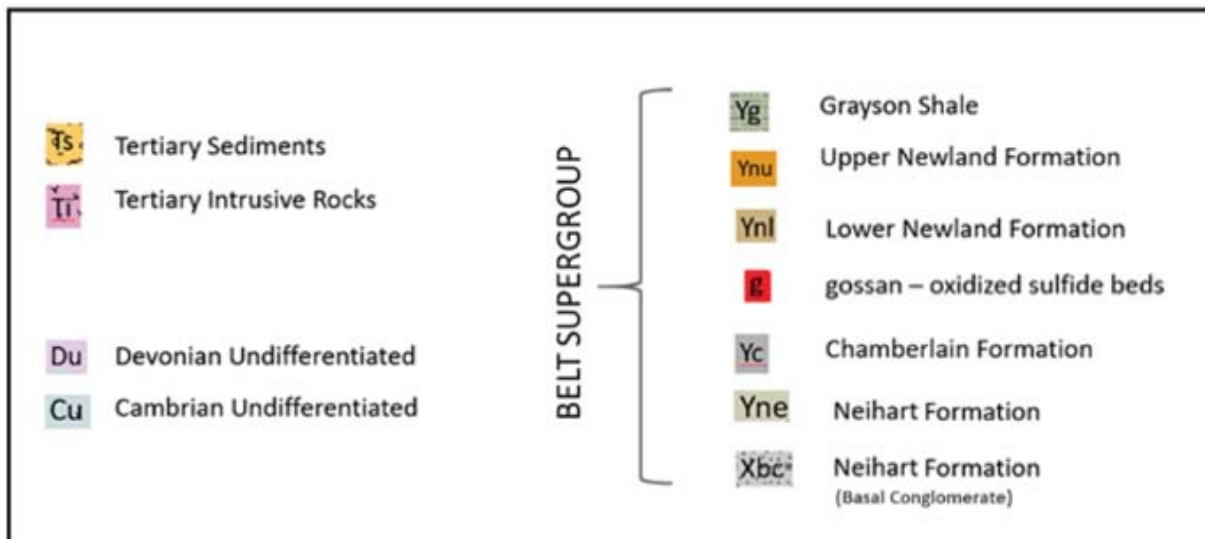 Ts Tertiary Sediments
Ti Tertiary Intrusive Rocks
Du Devonian Undifferentiated
Cu Cambrian Undifferentiated
BELT SUPERGROUP
Yg Grayson Shale
Ynu Upper Newland Formation
Ynl Lower Newland Formation
g gossan – oxidized sulfide beds
Yc Chamberlain Formation
Yne Neihart Formation
Xbc Neihart Formation
(Basal Conglomerate)